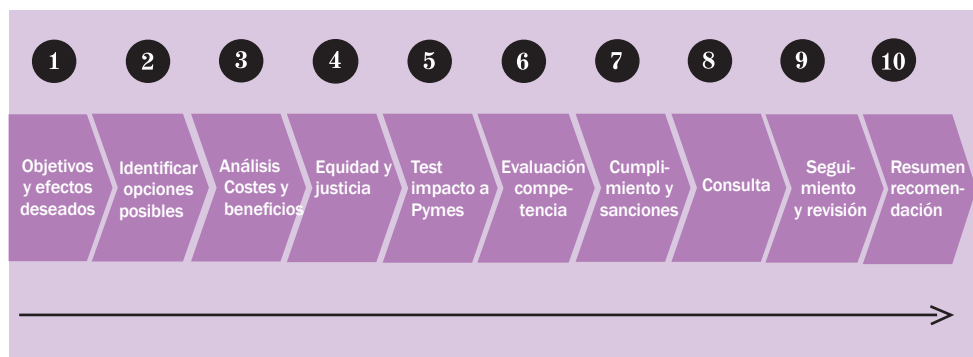 1
2
3
4
5
6
7
8
9
10
Objetivos
y efectos
deseados
Identificar
opciones
posibles
Análisis
Costes y
beneficios
Equidad y
justicia
Test
impacto a
Pymes
Evaluación
compe-
tencia
Cumpli-
miento y
sanciones
Consulta
Segui-
miento
y revisión
Resumen
recomen-
dación